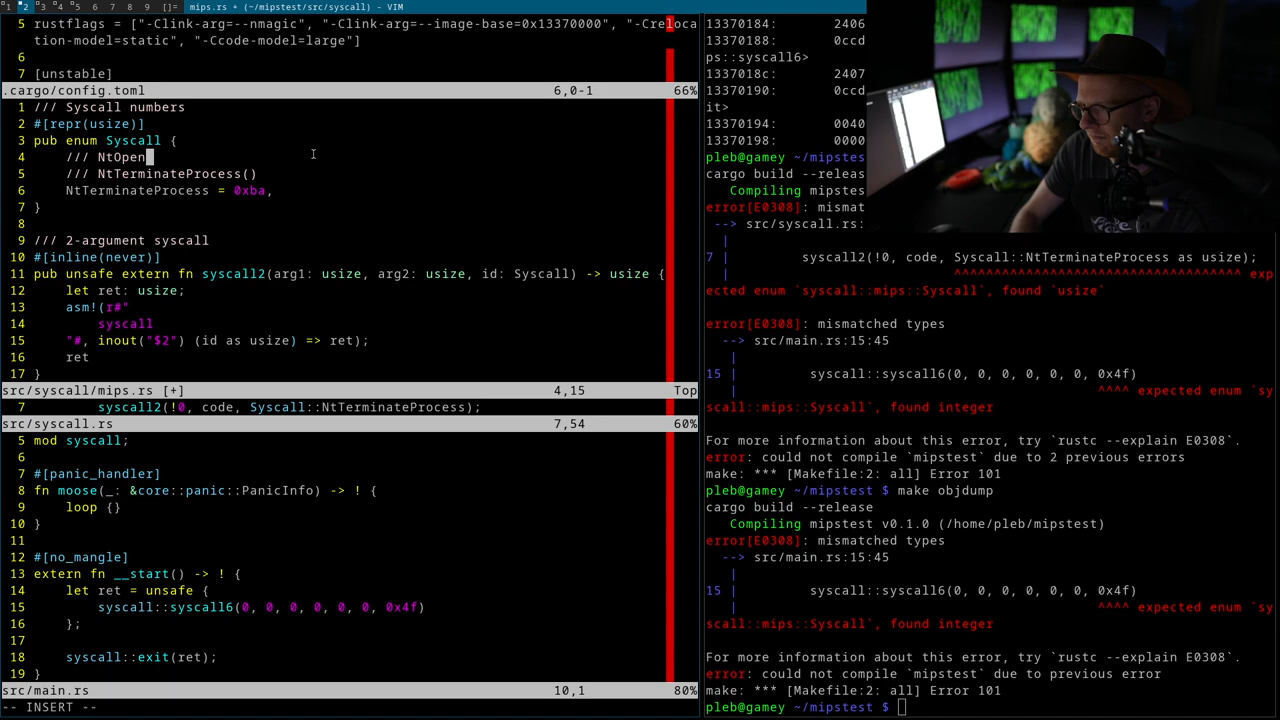 1 2 3 4 5 6 7 8 9 []= mips.rs + (~/mipstest/src/syscall) - VIM
5 rustflags = ["-Clink-arg=--nmagic", "-Clink-arg=--image-base=0x13370000", "-Creloca
tion-model=static", "-Ccode-model=large"]
6
7 [unstable]
.cargo/config.toml 6,0-1 66%
1 /// Syscall numbers
2 #[repr(usize)]
3 pub enum Syscall {
4 /// NtOpen
5 /// NtTerminateProcess()
6 NtTerminateProcess = 0xba,
7 }
8
9 /// 2-argument syscall
10 #[inline(never)]
11 pub unsafe extern fn syscall2(arg1: usize, arg2: usize, id: Syscall) -> usize {
12 let ret: usize;
13 asm!(r#"
14 syscall
15 "#, inout("$2") (id as usize) => ret);
16 ret
17 }
src/syscall/mips.rs [+] 4,15 Top
7 syscall2(!0, code, Syscall::NtTerminateProcess);
src/syscall.rs 7,54 60%
5 mod syscall;
6
7 #[panic_handler]
8 fn moose(_: &core::panic::PanicInfo) -> ! {
9 loop {}
10 }
11
12 #[no_mangle]
13 extern fn __start() -> ! {
14 let ret = unsafe {
15 syscall::syscall6(0, 0, 0, 0, 0, 0, 0x4f)
16 };
17
18 syscall::exit(ret);
19 }
src/main.rs 10,1 80%
-- INSERT --
13370184: 2406
13370188: 0ccd
ps::syscall6>
1337018c: 2407
13370190: 0ccd
it>
13370194: 0040
13370198: 0000
pleb@gamey ~/mipstes
cargo build --releas
Compiling mipstes
error[E0308]: mismat
--> src/syscall.rs:
|
7 | syscall2(!0, code, Syscall::NtTerminateProcess as usize);
| ^^^^^^^^^^^^^^^^^^^^^^^^^^^^^^^^^^^^ exp
ected enum `syscall::mips::Syscall`, found `usize`

error[E0308]: mismatched types
--> src/main.rs:15:45
|
15 | syscall::syscall6(0, 0, 0, 0, 0, 0, 0x4f)
| ^^^^ expected enum `sy
scall::mips::Syscall`, found integer

For more information about this error, try `rustc --explain E0308`.
error: could not compile `mipstest` due to 2 previous errors
make: *** [Makefile:2: all] Error 101
pleb@gamey ~/mipstest $ make objdump
cargo build --release
Compiling mipstest v0.1.0 (/home/pleb/mipstest)
error[E0308]: mismatched types
--> src/main.rs:15:45
|
15 | syscall::syscall6(0, 0, 0, 0, 0, 0, 0x4f)
| ^^^^ expected enum `sy
scall::mips::Syscall`, found integer

For more information about this error, try `rustc --explain E0308`.
error: could not compile `mipstest` due to previous error
make: *** [Makefile:2: all] Error 101
pleb@gamey ~/mipstest $